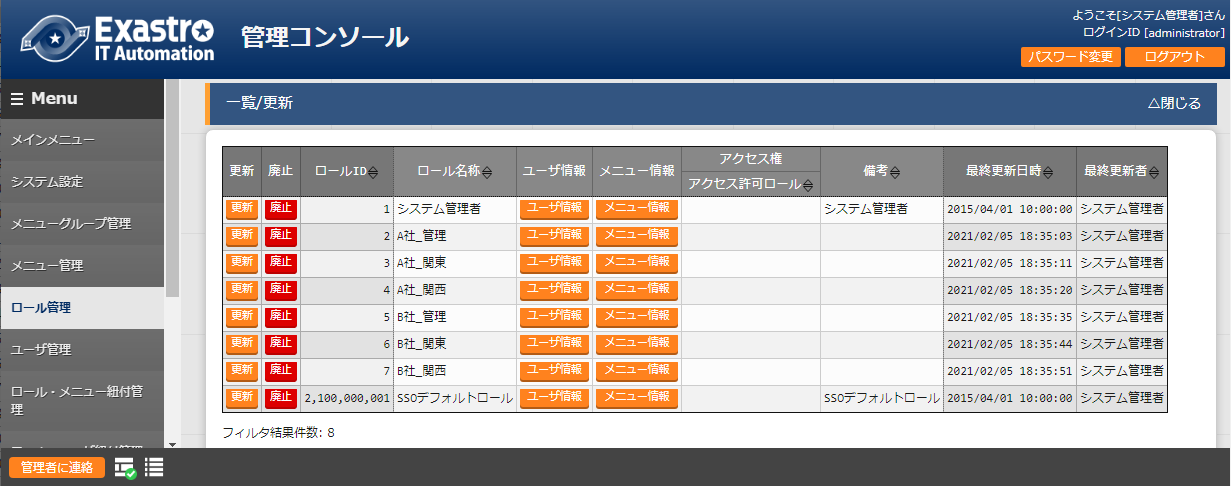 Exastro
IT Automation
管理コンソール
ようこそ[システム管理者]さん
ログインID [administrator]
パスワード変更 ログアウト
Menu
メインメニュー
システム設定
メニューグループ管理
メニュー管理
ロール管理
ユーザ管理
ロール・メニュー紐付管
理
一覧/更新 △閉じる
更新 廃止 ロールID ロール名称 ユーザ情報 メニュー情報 アクセス権 備考 最終更新日時 最終更新者
アクセス許可ロール
更新 廃止 1 システム管理者 ユーザ情報 メニュー情報 システム管理者 2015/04/01 10:00:00 システム管理者
更新 廃止 2 A社_管理 ユーザ情報 メニュー情報 2021/02/05 18:35:03 システム管理者
更新 廃止 3 A社_関東 ユーザ情報 メニュー情報 2021/02/05 18:35:11 システム管理者
更新 廃止 4 A社_関西 ユーザ情報 メニュー情報 2021/02/05 18:35:20 システム管理者
更新 廃止 5 B社_管理 ユーザ情報 メニュー情報 2021/02/05 18:35:35 システム管理者
更新 廃止 6 B社_関東 ユーザ情報 メニュー情報 2021/02/05 18:35:44 システム管理者
更新 廃止 7 B社_関西 ユーザ情報 メニュー情報 2021/02/05 18:35:51 システム管理者
更新 廃止 2,100,000,001 SSOデフォルトロール ユーザ情報 メニュー情報 SSOデフォルトロール 2015/04/01 10:00:00 システム管理者
フィルタ結果件数: 8
管理者に連絡